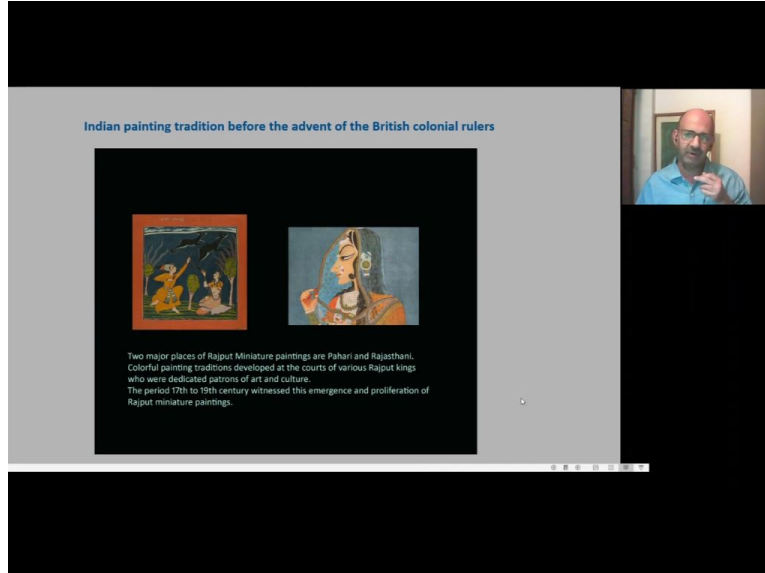 Indian painting tradition before the advent of the British colonial rulers
Two major places of Rajput Miniature paintings are Pahari and Rajasthani.
Colorful painting traditions developed at the courts of various Rajput kings
who were dedicated patrons of art and culture.
The period 17th to 19th century witnessed this emergence and proliferation of
Rajput miniature paintings.